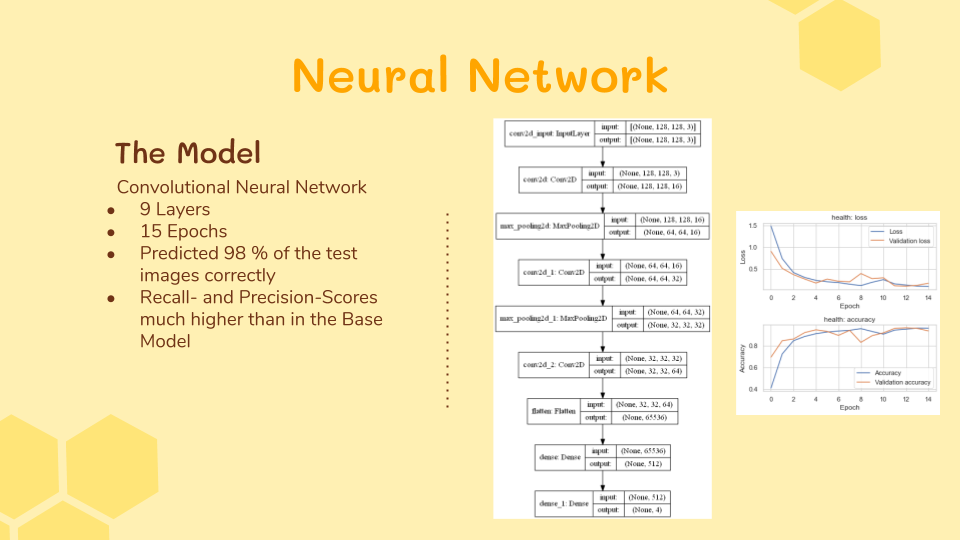 Neural Network
The Model
Convolutional Neural Network
● 9 Layers
● 15 Epochs
● Predicted 98 % of the test
images correctly
● Recall- and Precision-Scores
much higher than in the Base
Model
conv2d_input: InputLayer
input: [(None, 128, 128, 3)]
output: [(None, 128, 128, 3)]
conv2d: Conv2D
input: (None, 128, 128, 3)
output: (None, 128, 128, 16)
max_pooling2d: MaxPooling2D
input: (None, 128, 128, 16)
output: (None, 64, 64, 16)
conv2d_1: Conv2D
input: (None, 64, 64, 16)
output: (None, 64, 64, 32)
max_pooling2d_1: MaxPooling2D
input: (None, 64, 64, 32)
output: (None, 32, 32, 32)
conv2d_2: Conv2D
input: (None, 32, 32, 32)
output: (None, 32, 32, 64)
flatten: Flatten
input: (None, 32, 32, 64)
output: (None, 65536)
dense: Dense
input: (None, 65536)
output: (None, 512)
dense_1: Dense
input: (None, 512)
output: (None, 4)
health: loss
1.5
1.0
0.5
Loss
Loss
Validation loss
0 2 4 6 8 10 12 14
Epoch
health: accuracy
0.8
0.6
0.4
Accuracy
Accuracy
Validation accuracy
0 2 4 6 8 10 12 14
Epoch